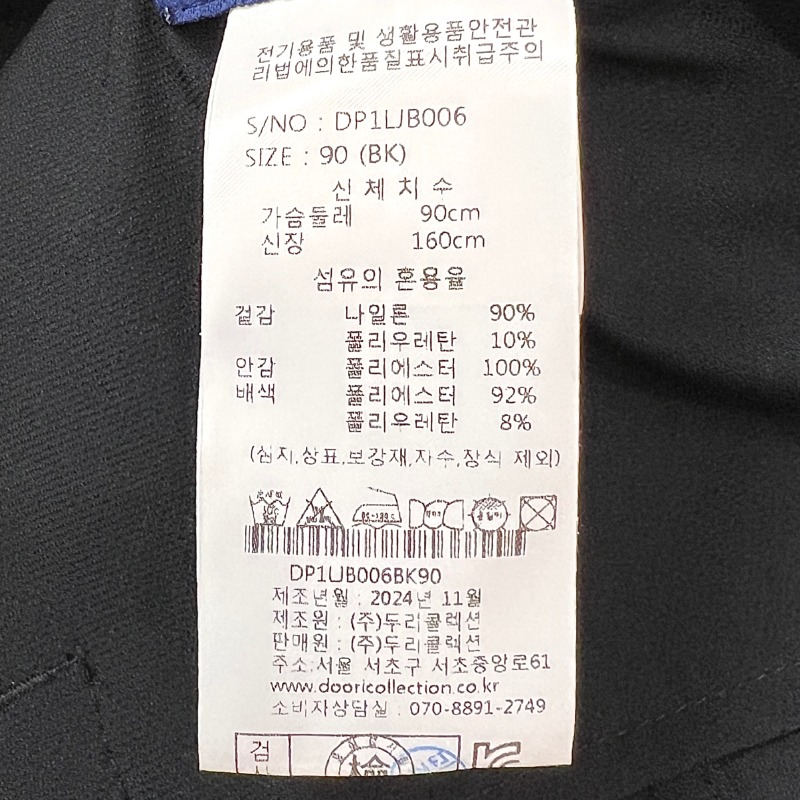 전기용품 및 생활용품안전관
리법에의한품질표시취급주의
S/NO : DP1LJB006
SIZE : 90 (BK)
신 체 치 수
가슴둘레 90cm
신장 160cm
섬유의 혼용율
겉감 나일론 90%
폴리우레탄 10%
안감 폴리에스터 100%
배색 폴리에스터 92%
폴리우레탄 8%
(심지,상표,보강재,자수,장식 제외)
DP1LJB006BK90
제조년월 : 2024년 11월
제조원 : (주)두리콜렉션
판매원 : (주)두리콜렉션
주소:서울 서초구 서초중앙로61
www.dooricollection.co.kr
소비자상담실 : 070-8891-2749
검